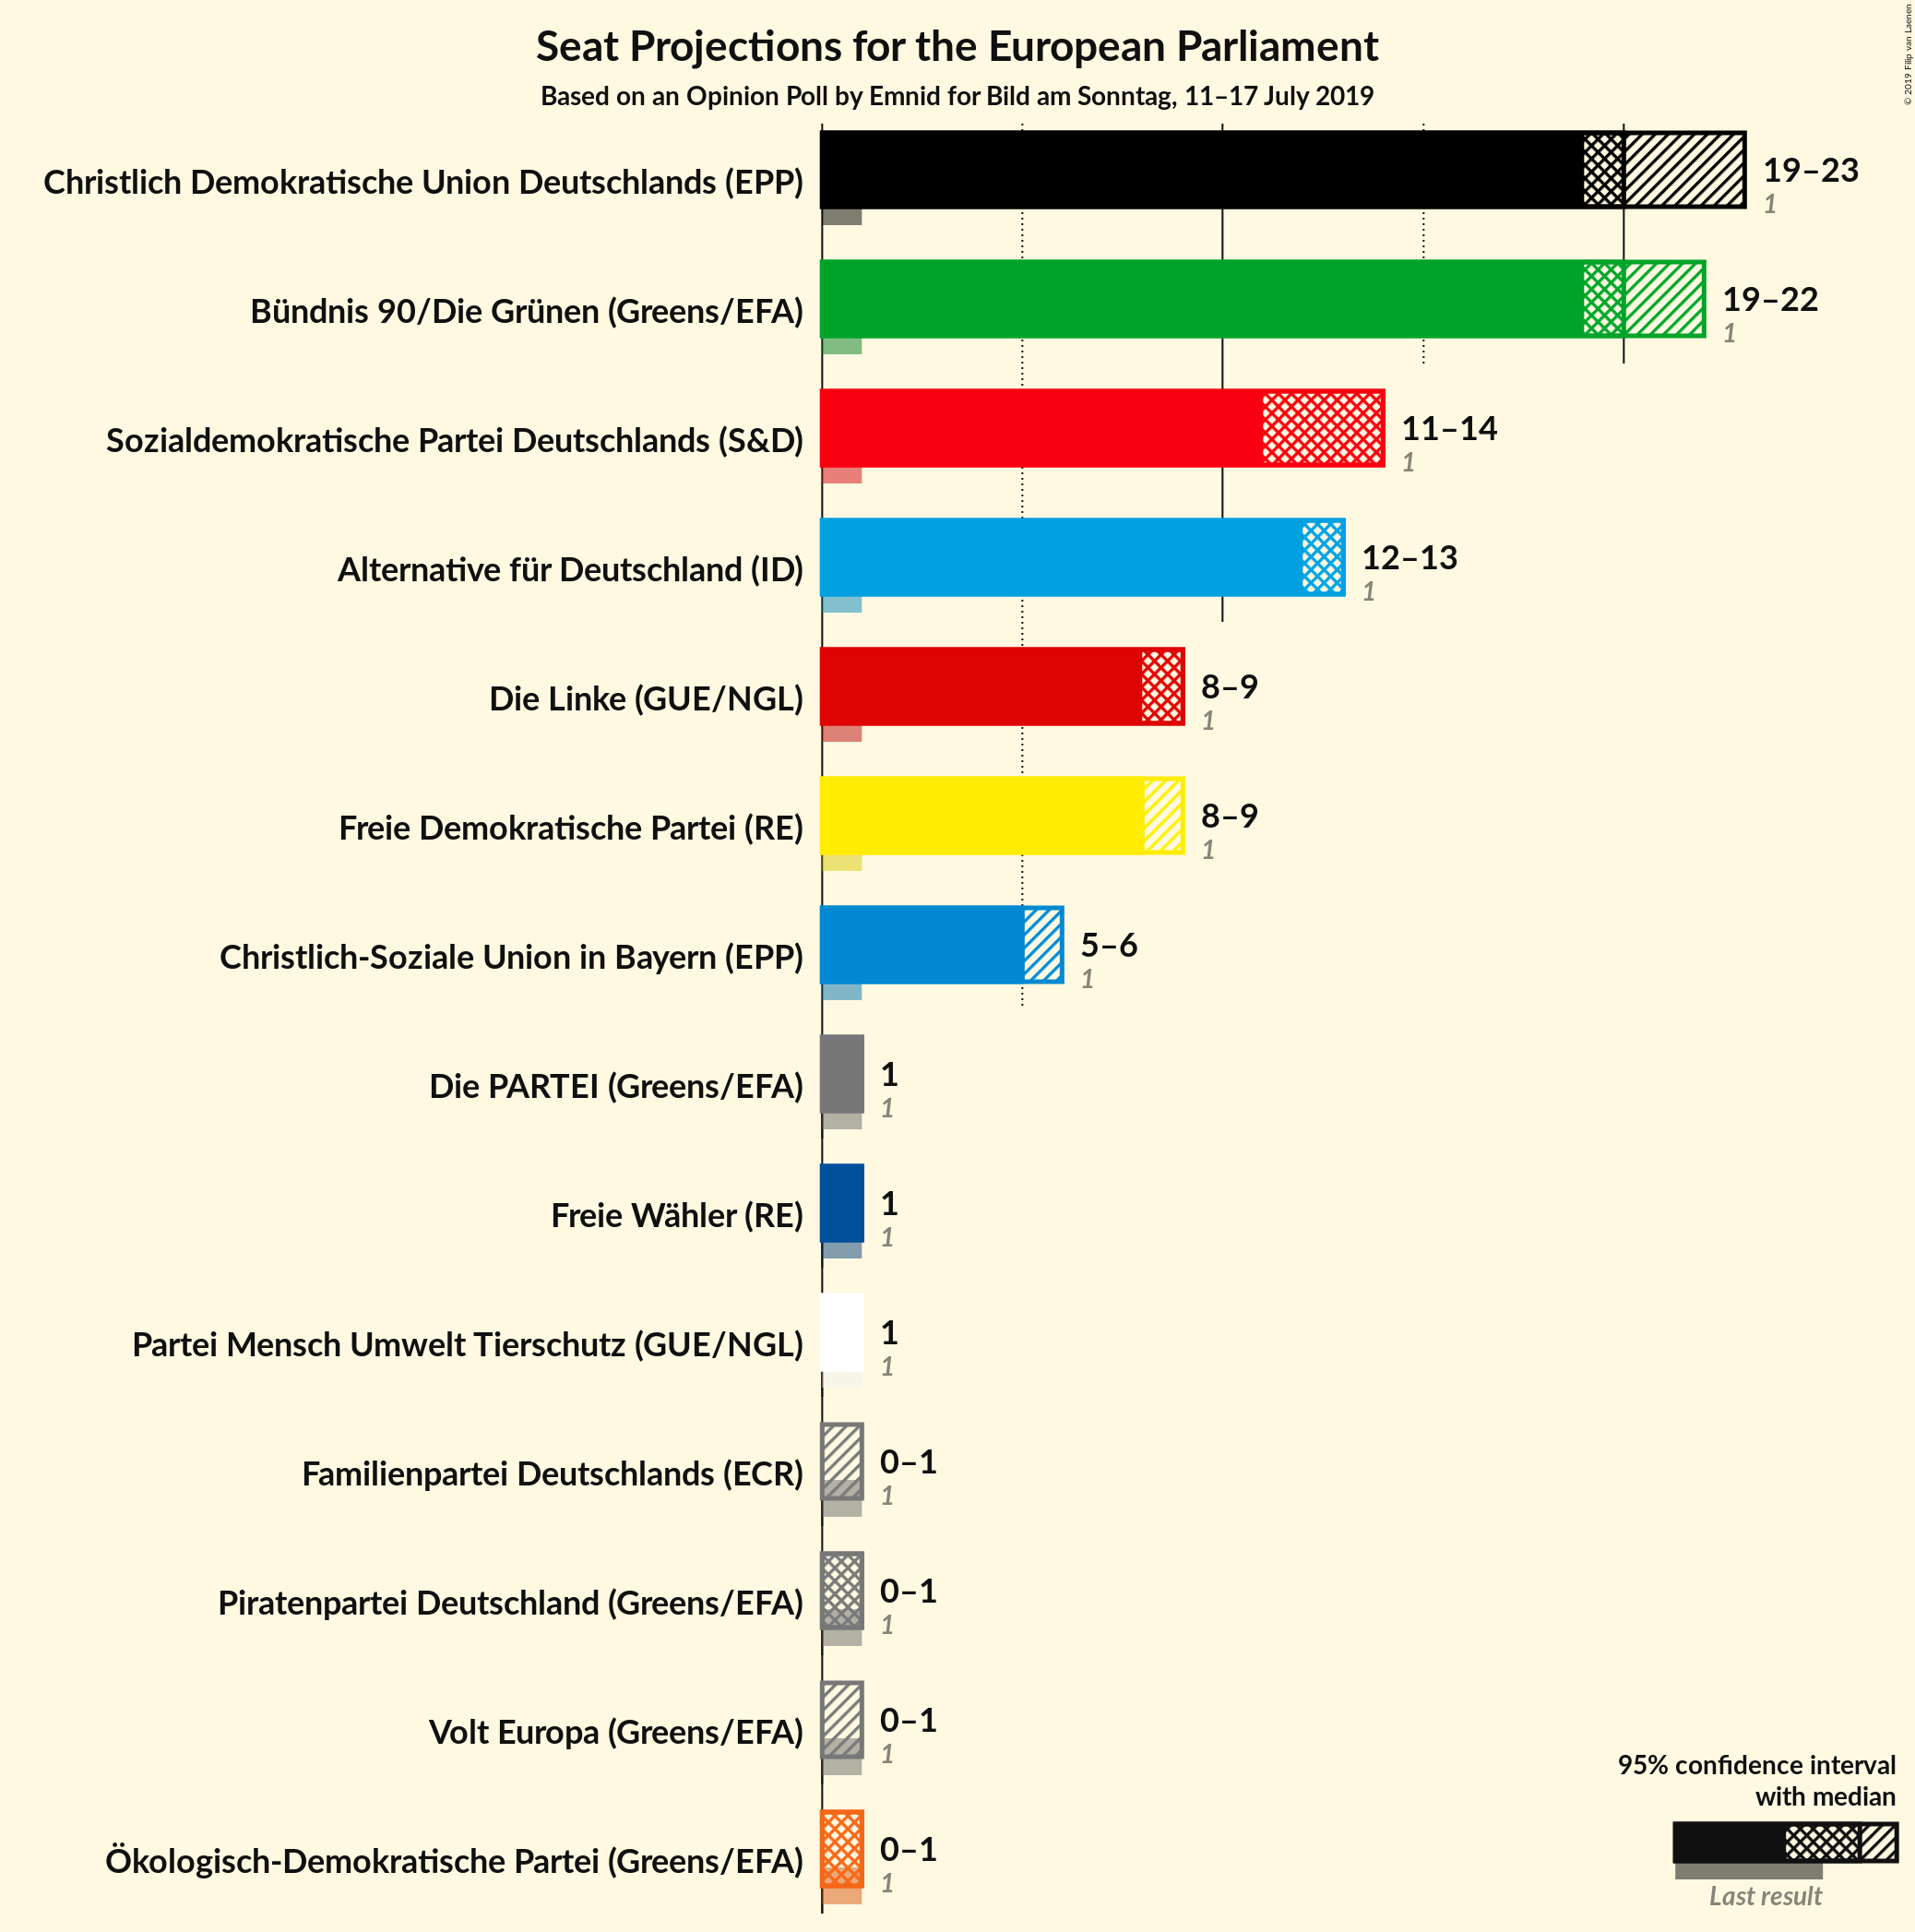 Seat Projections for the European Parliament
Based on an Opinion Poll by Emnid for Bild am Sonntag, 11–17 July 2019
© 2019 Filip van Laenen
Christlich Demokratische Union Deutschlands (EPP)
19–23
1
Bündnis 90/Die Grünen (Greens/EFA)
19–22
1
Sozialdemokratische Partei Deutschlands (S&D)
11–14
1
Alternative für Deutschland (ID)
12–13
1
Die Linke (GUE/NGL)
8–9
1
Freie Demokratische Partei (RE)
8–9
1
Christlich-Soziale Union in Bayern (EPP)
5–6
1
Die PARTEI (Greens/EFA)
1
1
Freie Wähler (RE)
1
1
Partei Mensch Umwelt Tierschutz (GUE/NGL)
1
1
Familienpartei Deutschlands (ECR)
0–1
1
Piratenpartei Deutschland (Greens/EFA)
0–1
1
Volt Europa (Greens/EFA)
0–1
1
Ökologisch-Demokratische Partei (Greens/EFA)
0–1
1
95% confidence interval
with median
Last result